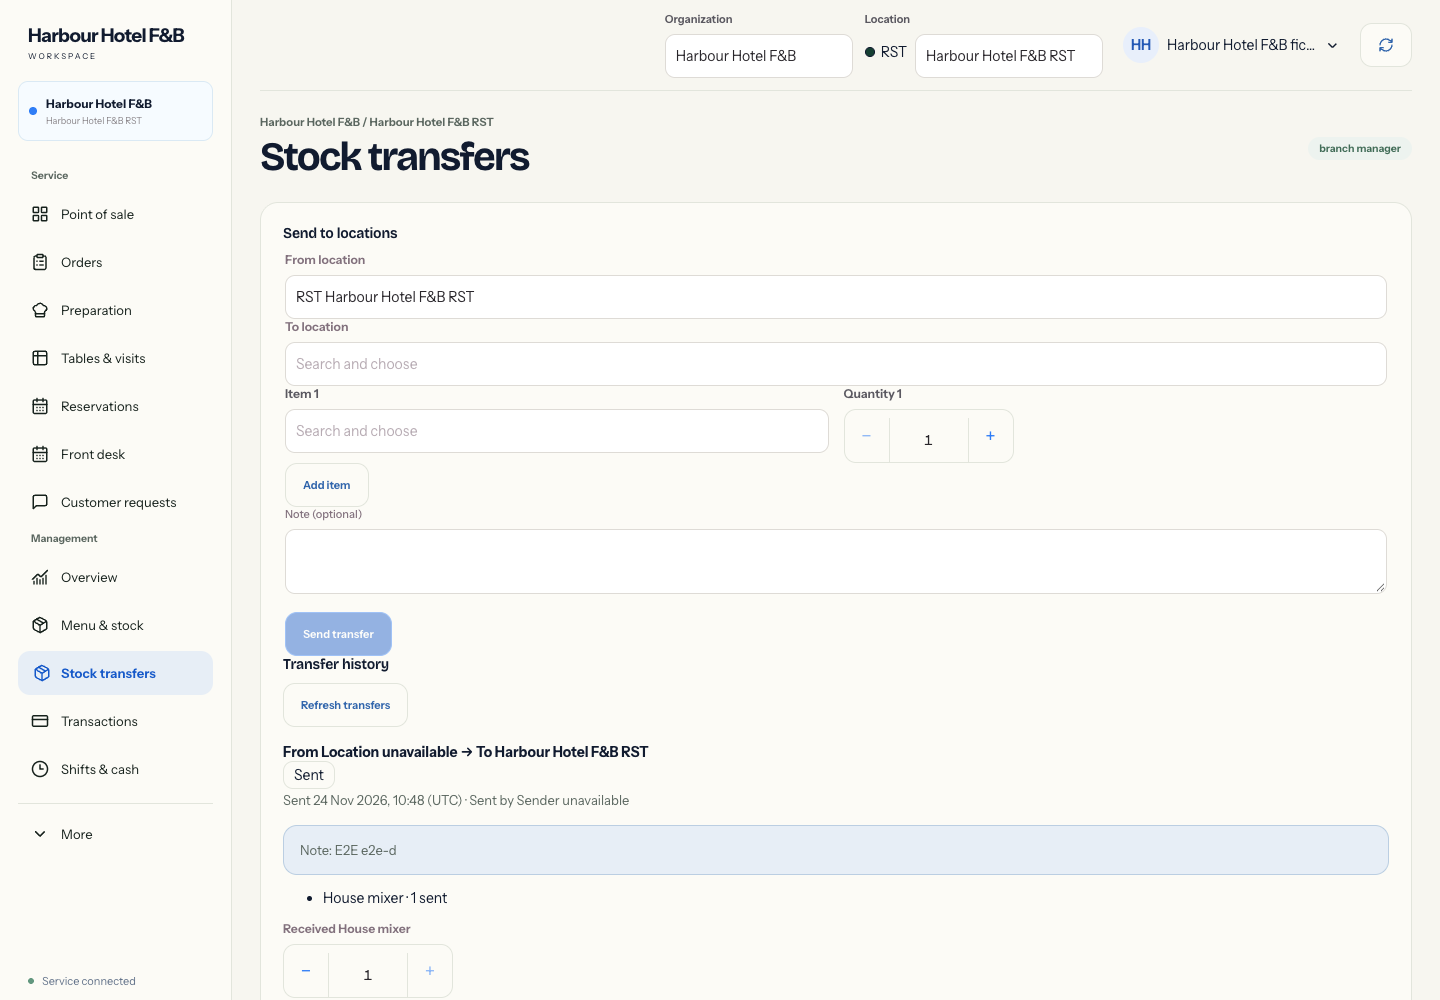 Harbour Hotel F&B
WORKSPACE
Harbour Hotel F&B
Harbour Hotel F&B RST
Service
Point of sale
Orders
Preparation
Tables & visits
Reservations
Front desk
Customer requests
Management
Overview
Menu & stock
Stock transfers
Transactions
Shifts & cash
More
Service connected
Organization
Harbour Hotel F&B
Location
RST
Harbour Hotel F&B RST
HH
Harbour Hotel F&B fic...
Harbour Hotel F&B / Harbour Hotel F&B RST
Stock transfers
branch manager
Send to locations
From location
RST Harbour Hotel F&B RST
To location
Search and choose
Item 1
Quantity 1
Search and choose
− 1 +
Add item
Note (optional)
Send transfer
Transfer history
Refresh transfers
From Location unavailable → To Harbour Hotel F&B RST
Sent
Sent 24 Nov 2026, 10:48 (UTC) · Sent by Sender unavailable
Note: E2E e2e-d
• House mixer · 1 sent
Received House mixer
− 1 +